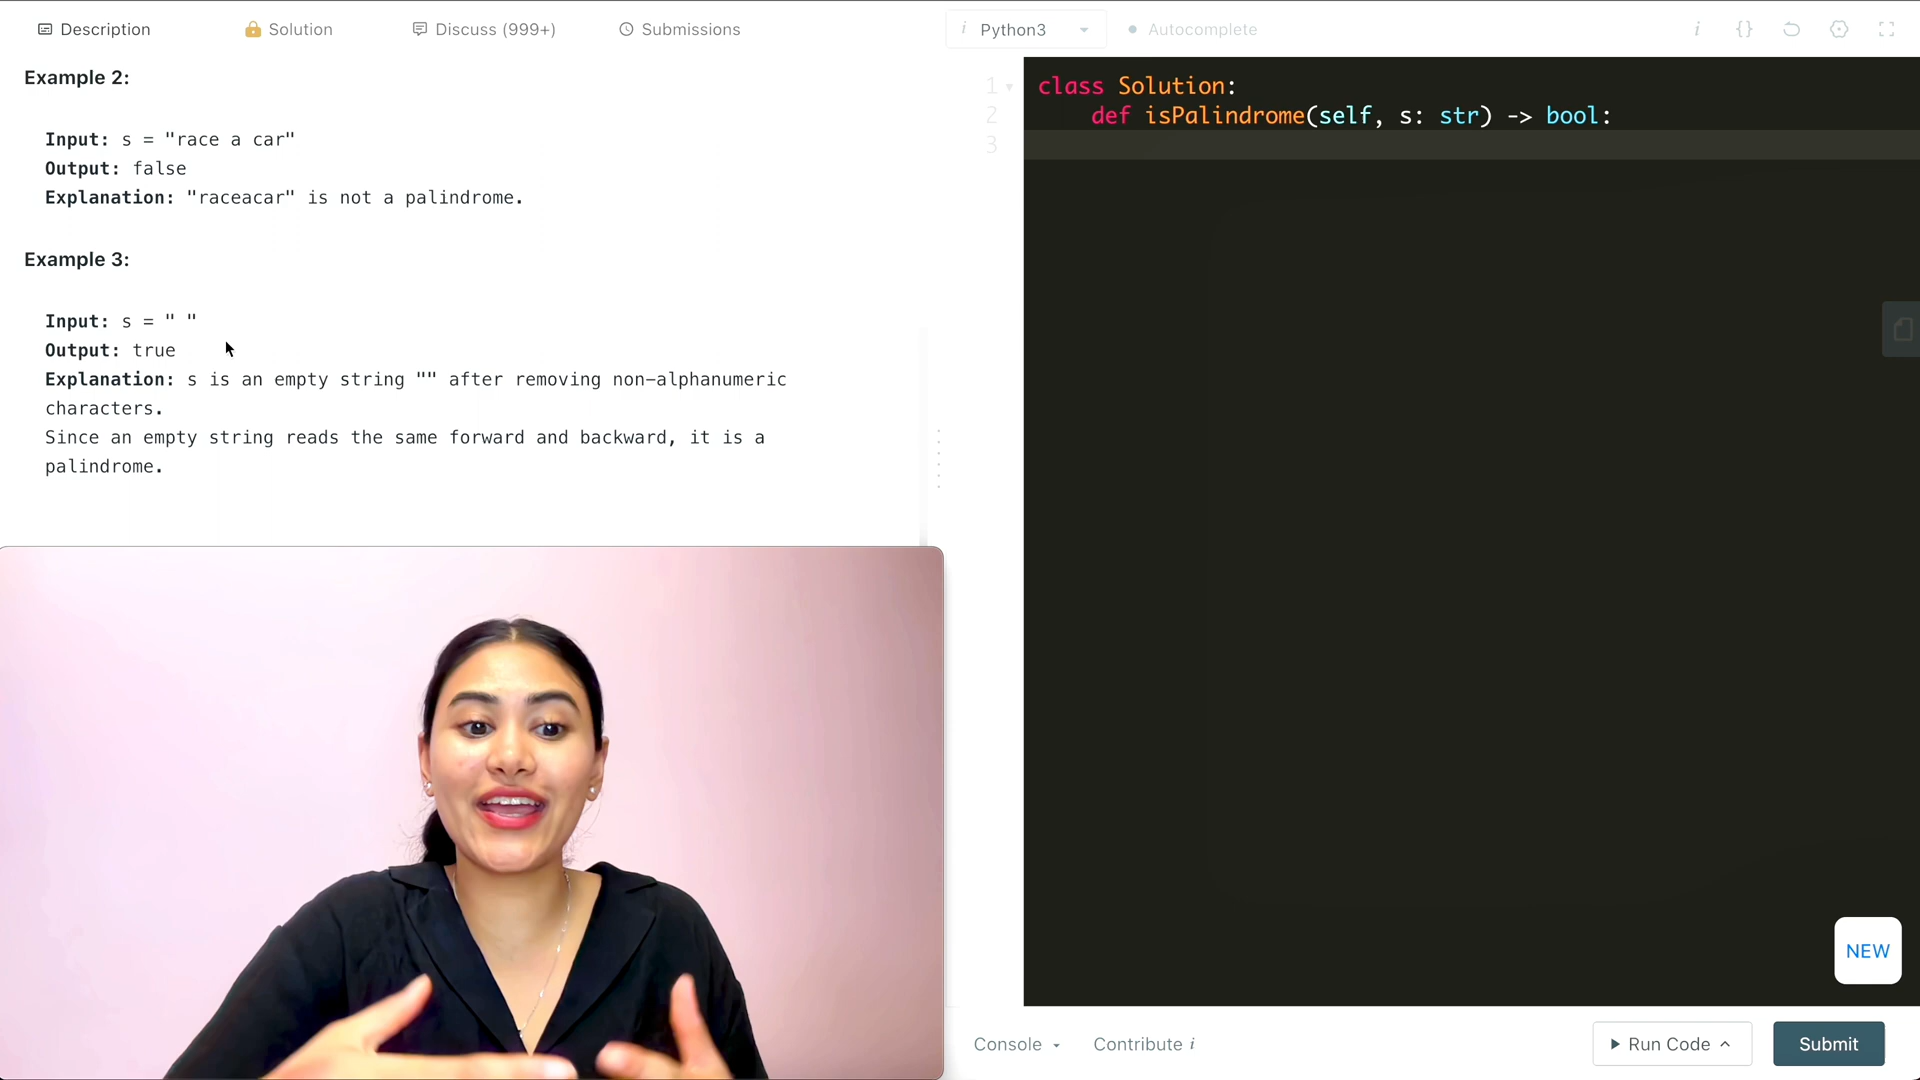 Description
Solution
Discuss (999+)
Submissions
i Python3
Autocomplete
i {}
Example 2:
Input: s = "race a car"
Output: false
Explanation: "raceacar" is not a palindrome.
Example 3:
Input: s = " "
Output: true
Explanation: s is an empty string "" after removing non-alphanumeric
characters.
Since an empty string reads the same forward and backward, it is a
palindrome.
1 class Solution:
2 def isPalindrome(self, s: str) -> bool:
3
NEW
Console
Contribute i
Run Code
Submit